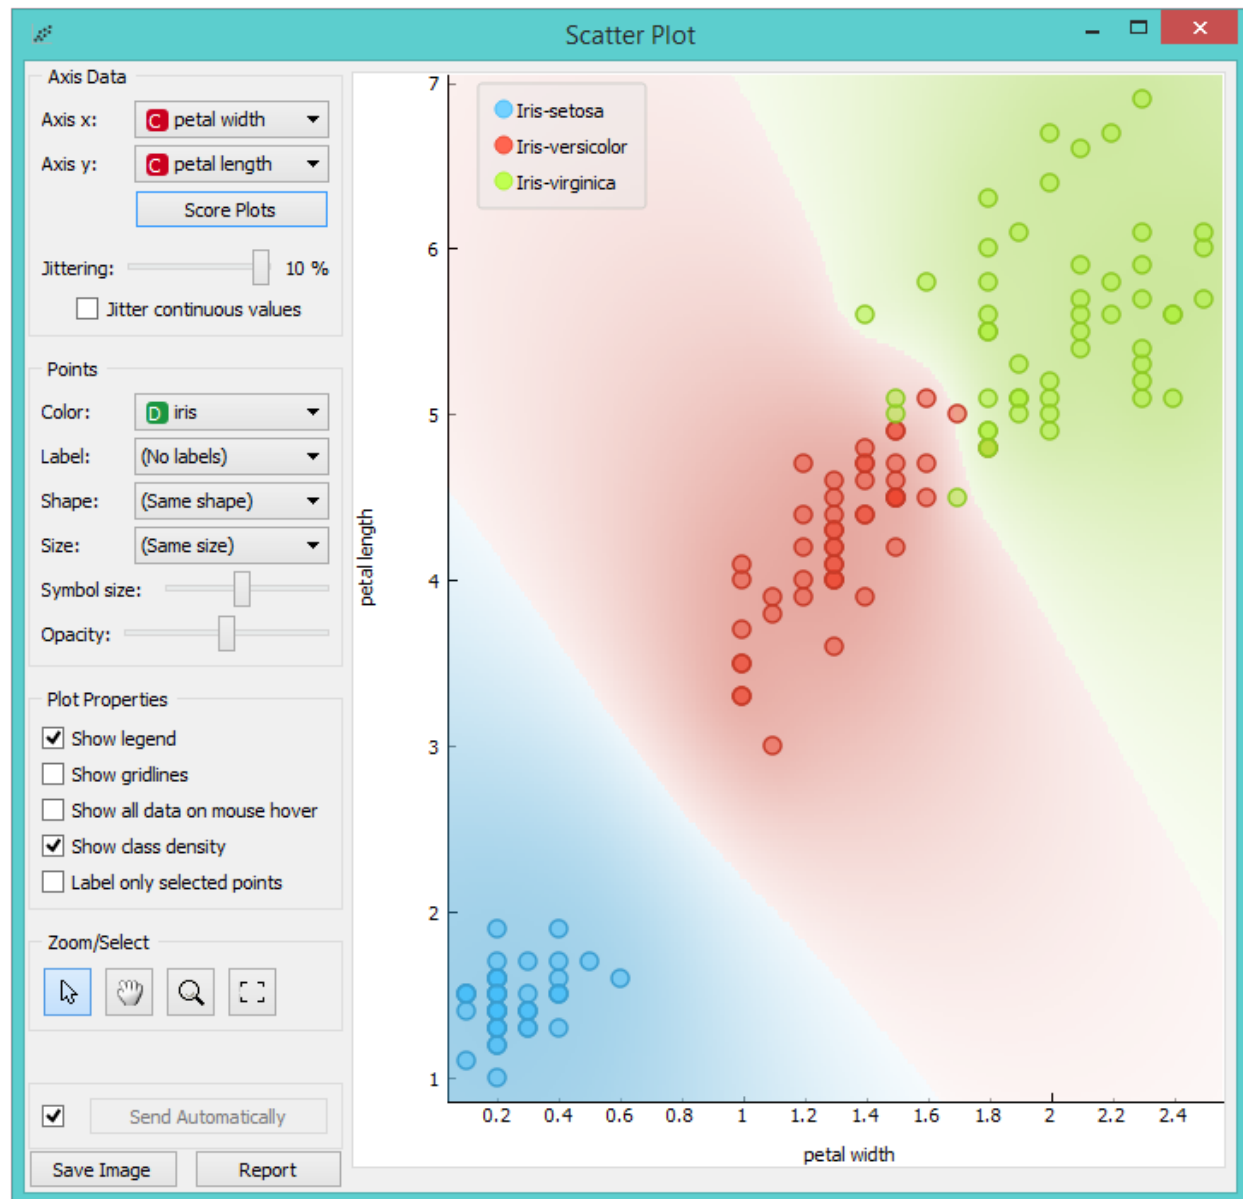 Scatter Plot
Axis Data
Axis x:
C petal width
Axis y:
C petal length
Score Plots
Jittering:
10 %
Jitter continuous values
Points
Color:
D iris
Label:
(No labels)
Shape:
(Same shape)
Size:
(Same size)
Symbol size:
Opacity:
Plot Properties
Show legend
Show gridlines
Show all data on mouse hover
Show class density
Label only selected points
Zoom/Select
Send Automatically
Save Image
Report
Iris-setosa
Iris-versicolor
Iris-virginica
petal length
7
6
5
4
3
2
1
0.2 0.4 0.6 0.8 1 1.2 1.4 1.6 1.8 2 2.2 2.4
petal width